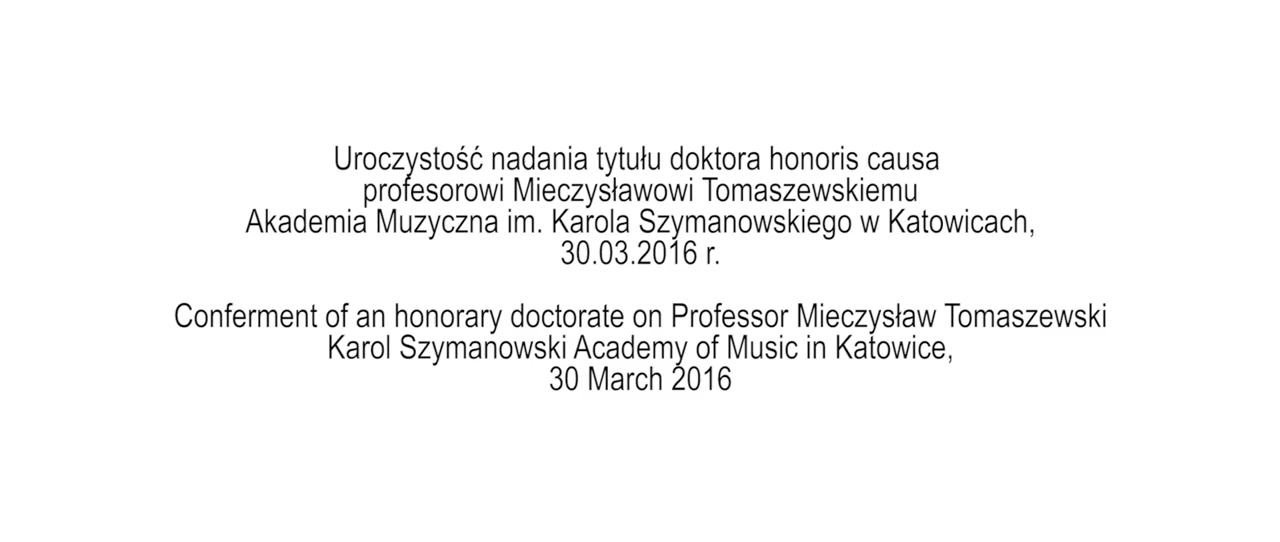 Uroczystość nadania tytułu doktora honoris causa
profesorowi Mieczysławowi Tomaszewskiemu
Akademia Muzyczna im. Karola Szymanowskiego w Katowicach,
30.03.2016 r.
Conferment of an honorary doctorate on Professor Mieczysław Tomaszewski
Karol Szymanowski Academy of Music in Katowice,
30 March 2016